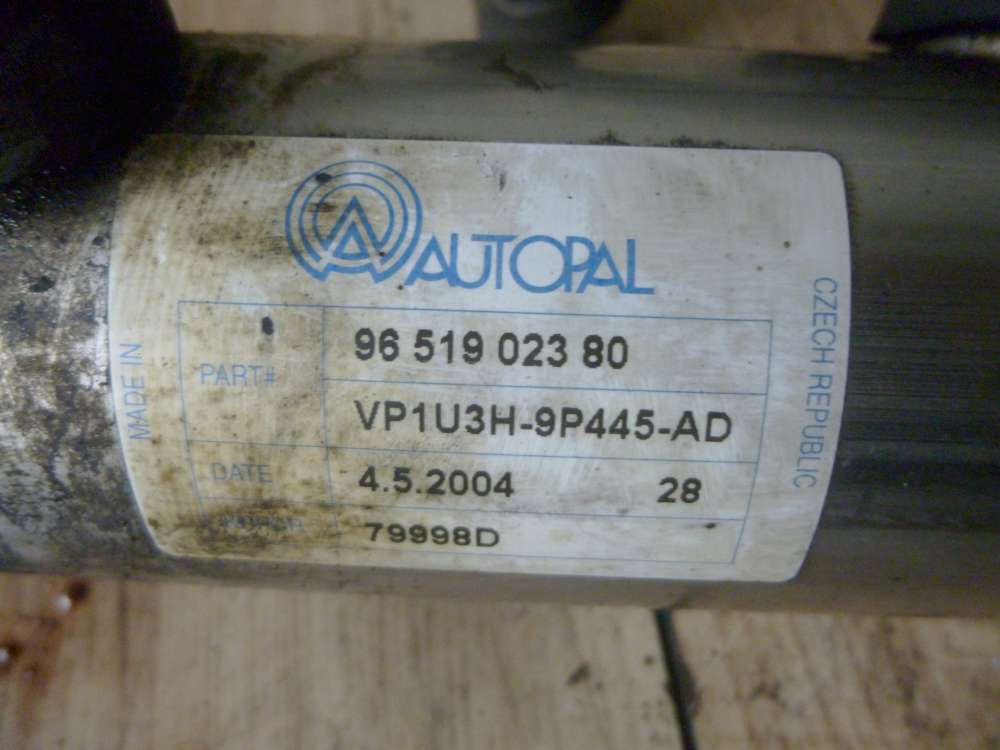 AUTOPAL
MADE IN
PART#
96 519 023 80
VP1U3H-9P445-AD
DATE
4.5.2004 28
79998D
CZECH REPUBLIC